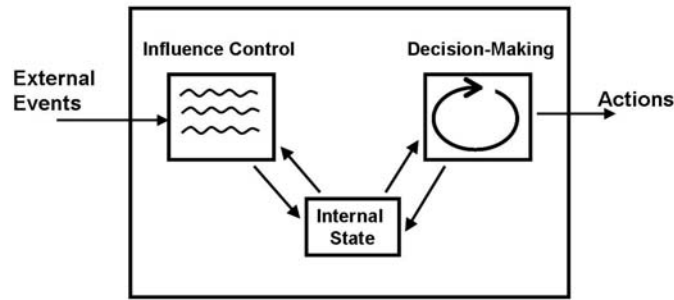 Influence Control
Decision-Making
External
Events
Actions
Internal
State